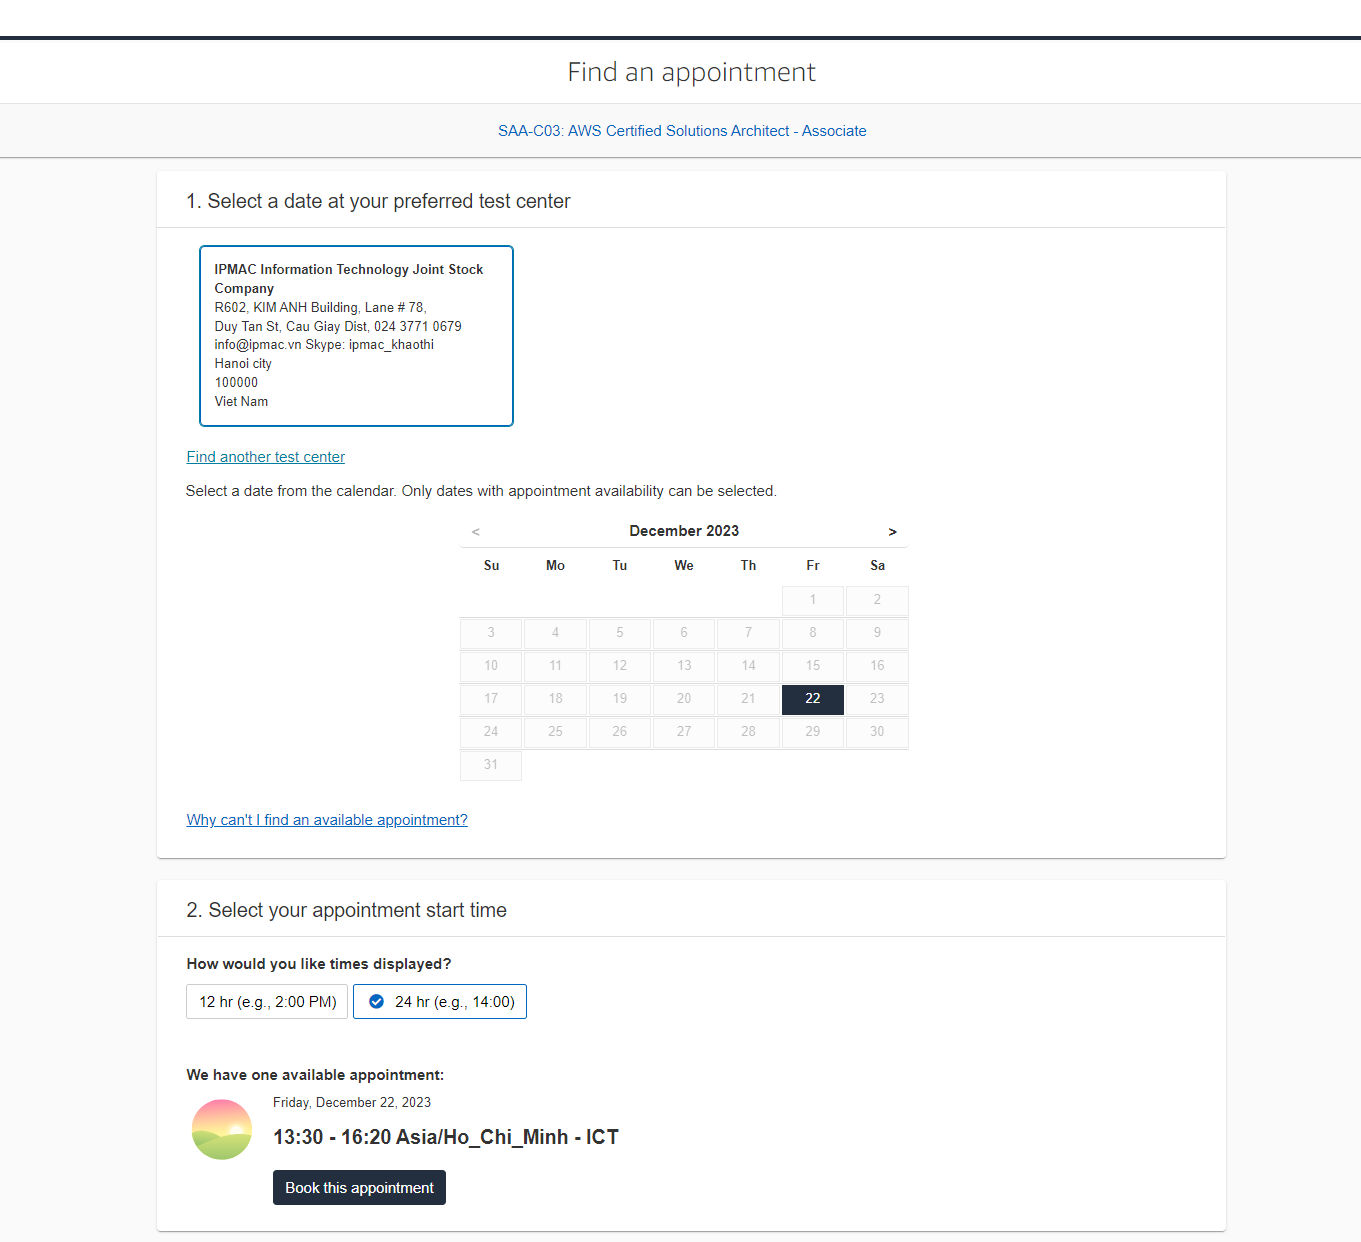 Find an appointment
SAA-C03: AWS Certified Solutions Architect - Associate
1. Select a date at your preferred test center
IPMAC Information Technology Joint Stock
Company
R602, KIM ANH Building, Lane # 78,
Duy Tan St, Cau Giay Dist, 024 3771 0679
info@ipmac.vn Skype: ipmac_khaothi
Hanoi city
100000
Viet Nam
Find another test center
Select a date from the calendar. Only dates with appointment availability can be selected.
< December 2023 >
Su Mo Tu We Th Fr Sa
1 2
3 4 5 6 7 8 9
10 11 12 13 14 15 16
17 18 19 20 21 22 23
24 25 26 27 28 29 30
31
Why can't I find an available appointment?
2. Select your appointment start time
How would you like times displayed?
12 hr (e.g., 2:00 PM) 24 hr (e.g., 14:00)
We have one available appointment:
Friday, December 22, 2023
13:30 - 16:20 Asia/Ho_Chi_Minh - ICT
Book this appointment